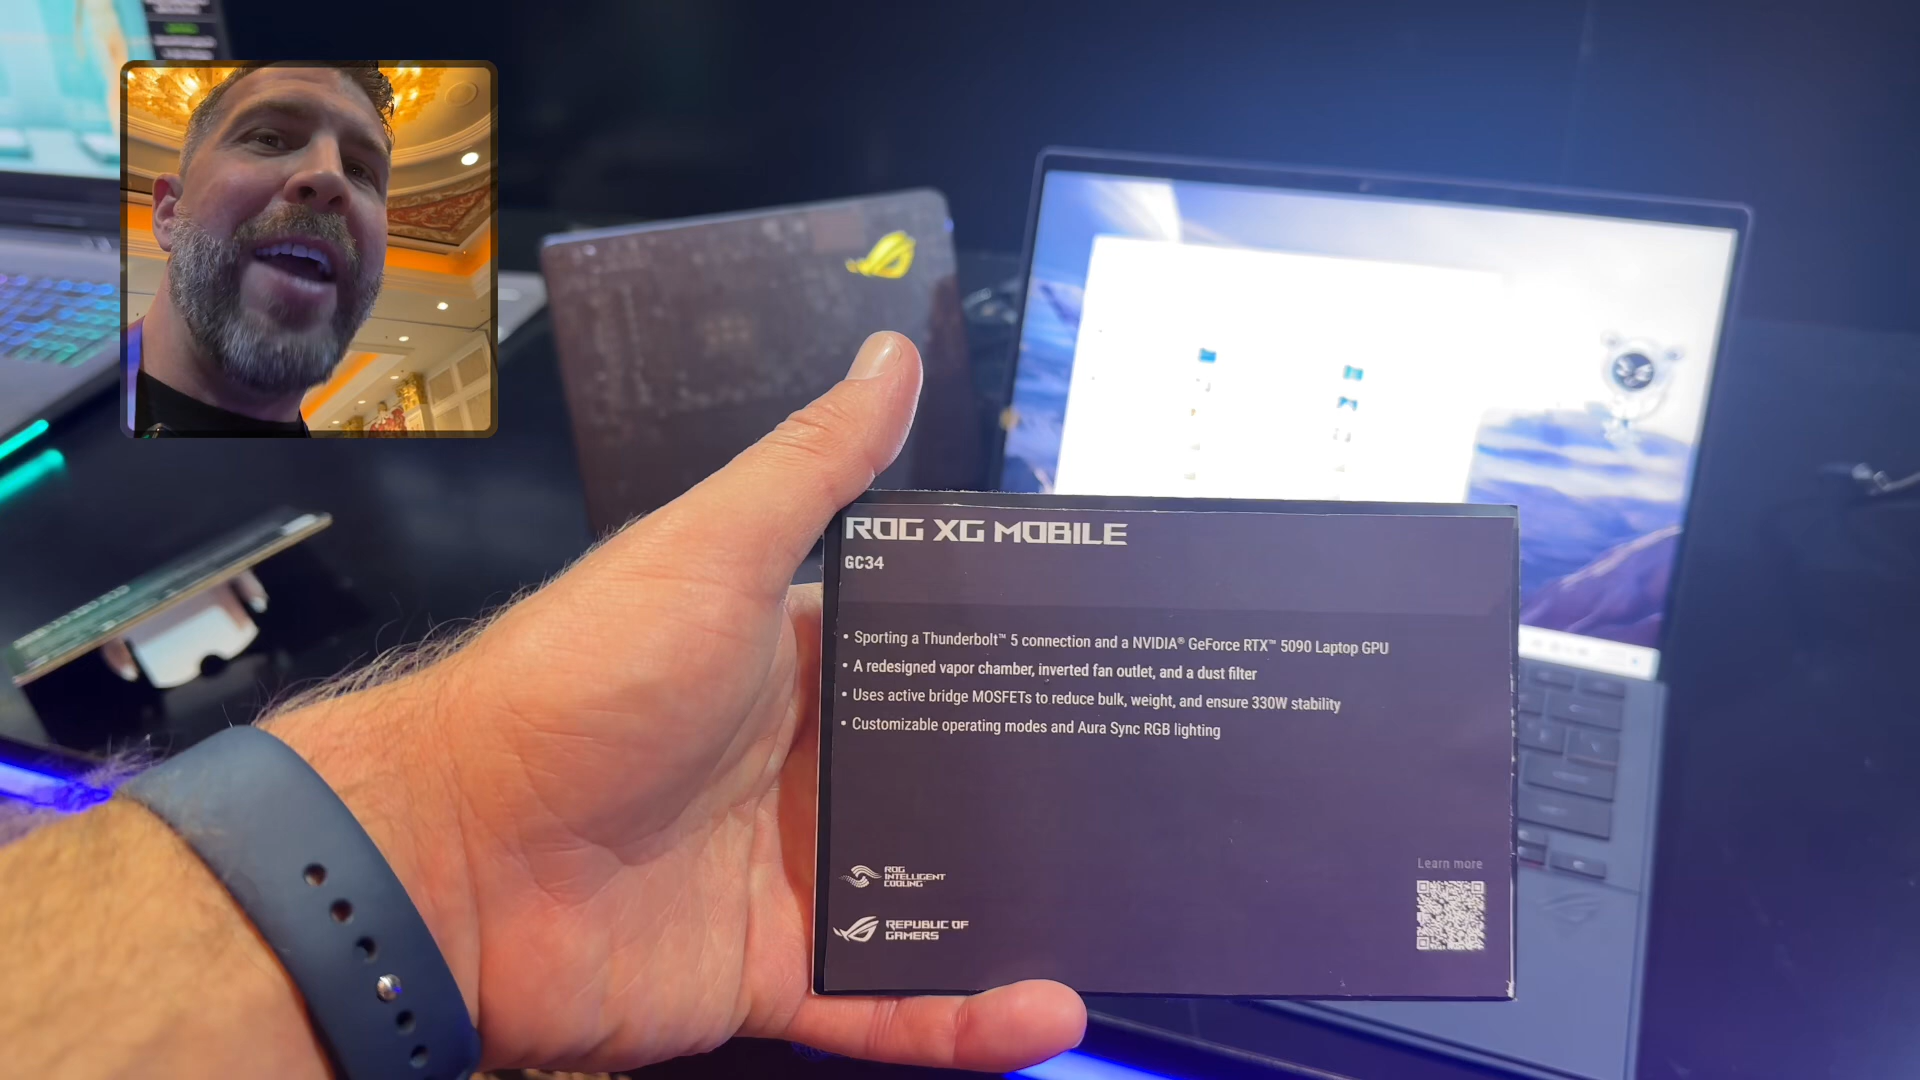 ROG XG MOBILE
GC34
• Sporting a Thunderbolt™ 5 connection and a NVIDIA® GeForce RTX™ 5090 Laptop GPU
• A redesigned vapor chamber, inverted fan outlet, and a dust filter
• Uses active bridge MOSFETs to reduce bulk, weight, and ensure 330W stability
• Customizable operating modes and Aura Sync RGB lighting
Learn more
ROG
INTELLIGENT
COOLING
REPUBLIC OF
GAMERS